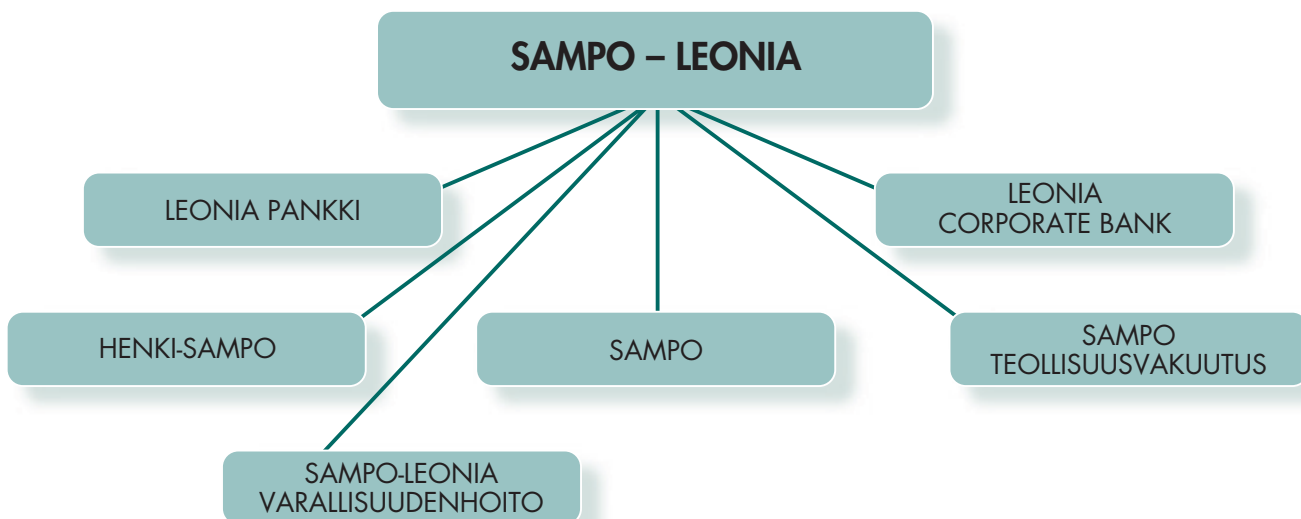 SAMPO – LEONIA
LEONIA PANKKI
LEONIA
CORPORATE BANK
HENKI-SAMPO
SAMPO
SAMPO
TEOLLISUUSVAKUUTUS
SAMPO-LEONIA
VARALLISUUDENHOITO